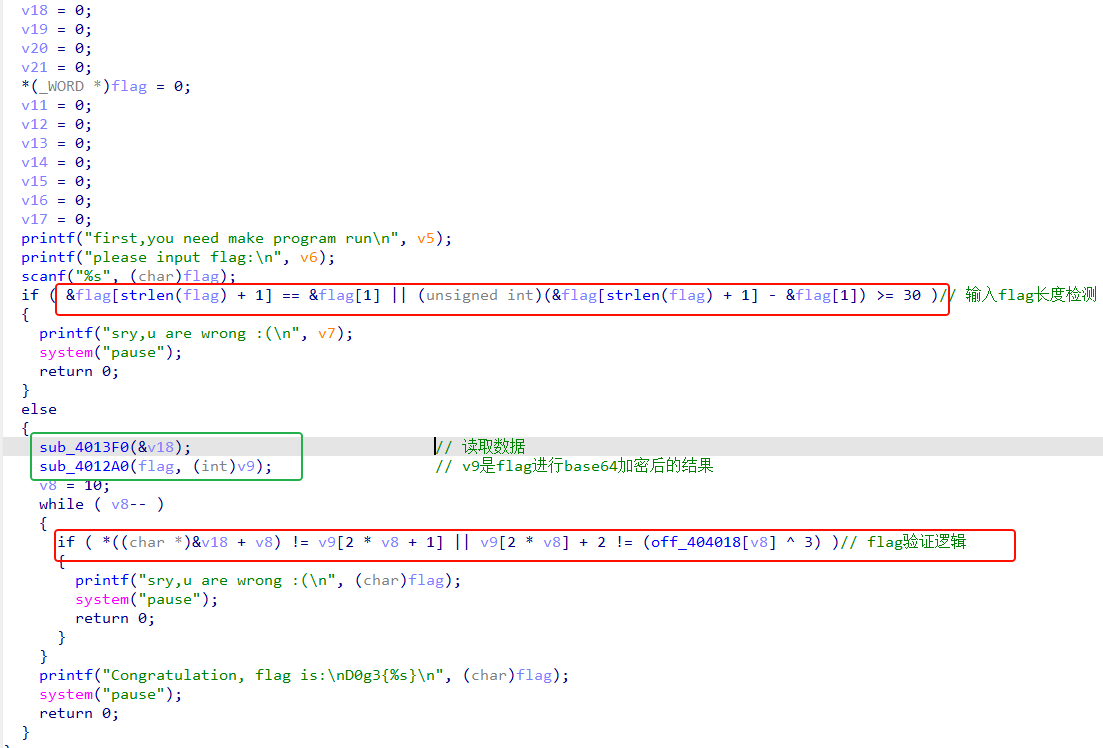 v18 = 0;
v19 = 0;
v20 = 0;
v21 = 0;
*(_WORD *)flag = 0;
v11 = 0;
v12 = 0;
v13 = 0;
v14 = 0;
v15 = 0;
v16 = 0;
v17 = 0;
printf("first,you need make program run\n", v5);
printf("please input flag:\n", v6);
scanf("%s", (char)flag);
if ( &flag[strlen(flag) + 1] == &flag[1] || (unsigned int)(&flag[strlen(flag) + 1] - &flag[1]) >= 30 )// 输入flag长度检测
{
printf("sry,u are wrong :(\n", v7);
system("pause");
return 0;
}
else
{
sub_4013F0(&v18); // 读取数据
sub_4012A0(flag, (int)v9); // v9是flag进行base64加密后的结果
v8 = 10;
while ( v8-- )
{
if ( *((char *)&v18 + v8) != v9[2 * v8 + 1] || v9[2 * v8] + 2 != (off_404018[v8] ^ 3) )// flag验证逻辑
{
printf("sry,u are wrong :(\n", (char)flag);
system("pause");
return 0;
}
}
printf("Congratulation, flag is:\nD0g3{%s}\n", (char)flag);
system("pause");
return 0;
}